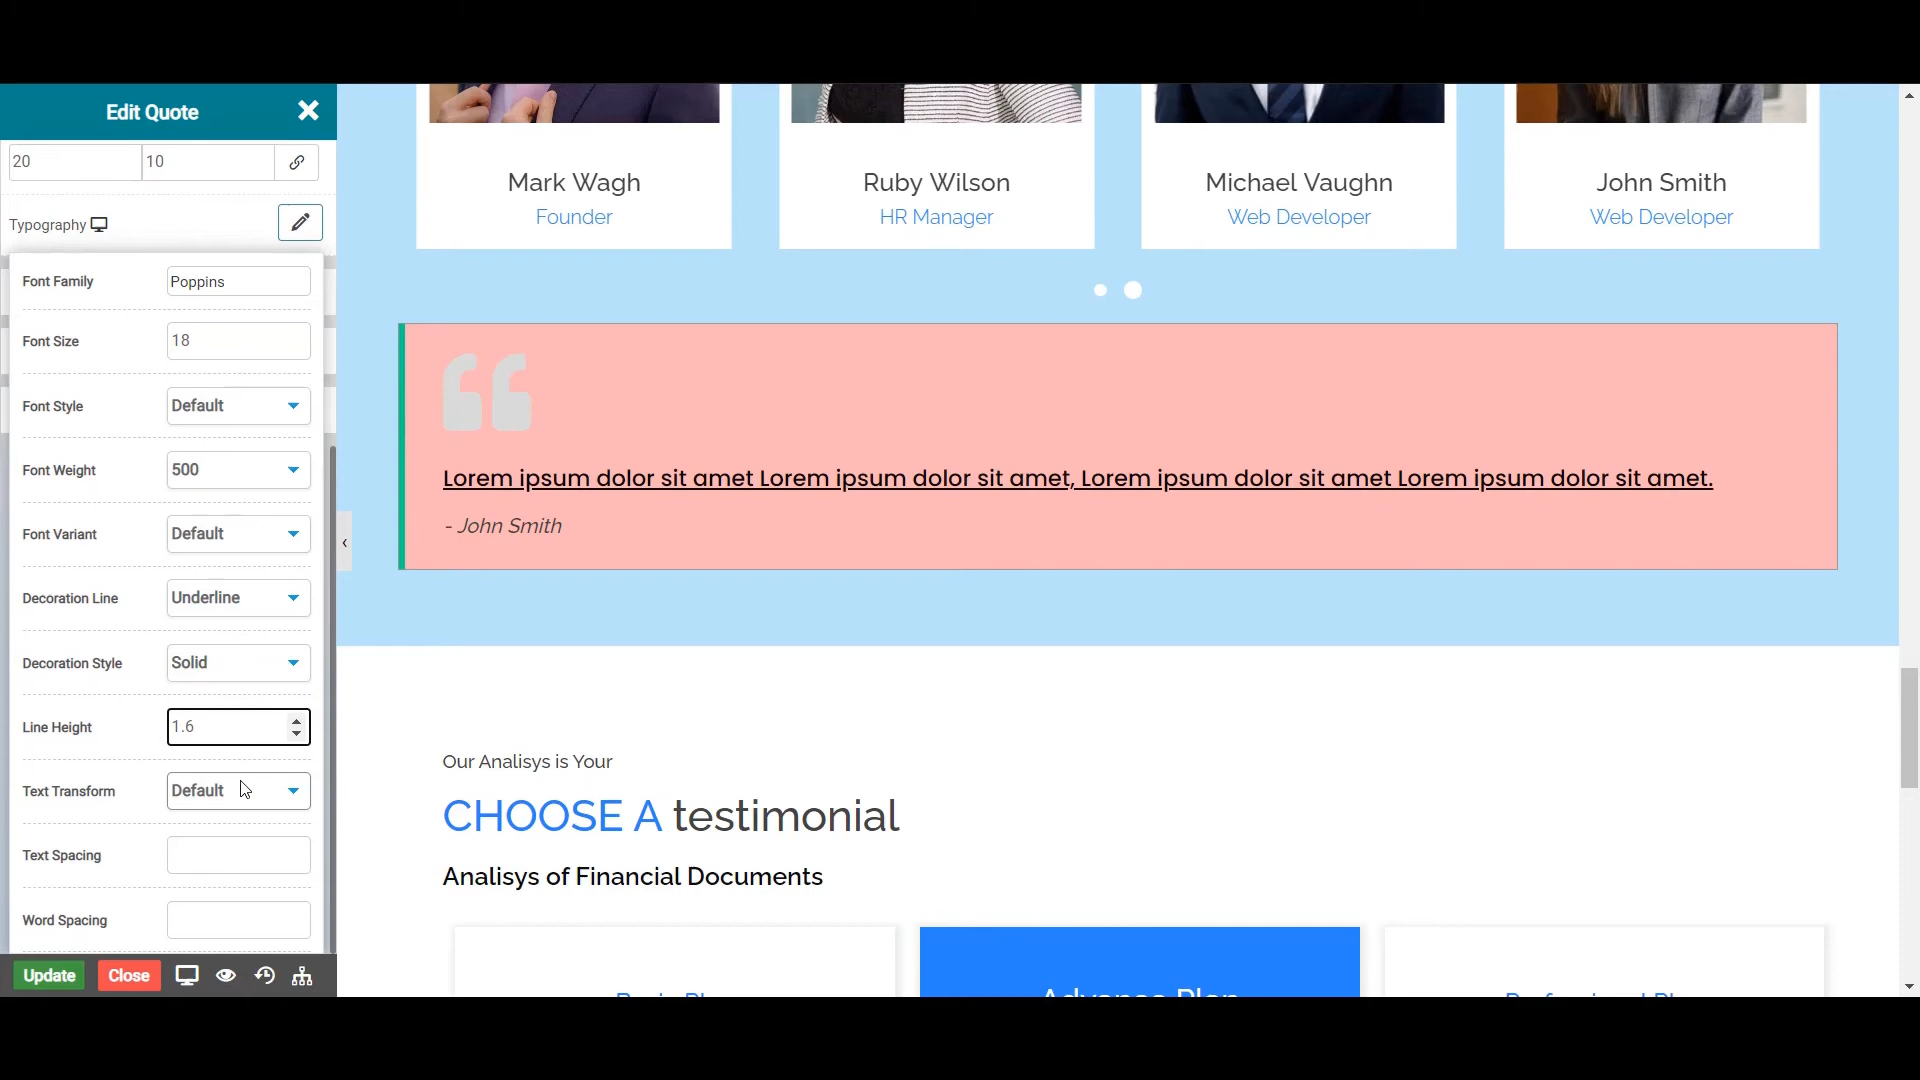 Edit Quote
20
10
Typography
Font Family
Poppins
Font Size
18
Font Style
Default
Font Weight
500
Font Variant
Default
Decoration Line
Underline
Decoration Style
Solid
Line Height
1.6
Text Transform
Default
Text Spacing
Word Spacing
Update
Close
Mark Wagh
Founder
Ruby Wilson
HR Manager
Michael Vaughn
Web Developer
John Smith
Web Developer
Lorem ipsum dolor sit amet Lorem ipsum dolor sit amet, Lorem ipsum dolor sit amet Lorem ipsum dolor sit amet.
- John Smith
Our Analisys is Your
CHOOSE A testimonial
Analisys of Financial Documents
Advance Plan